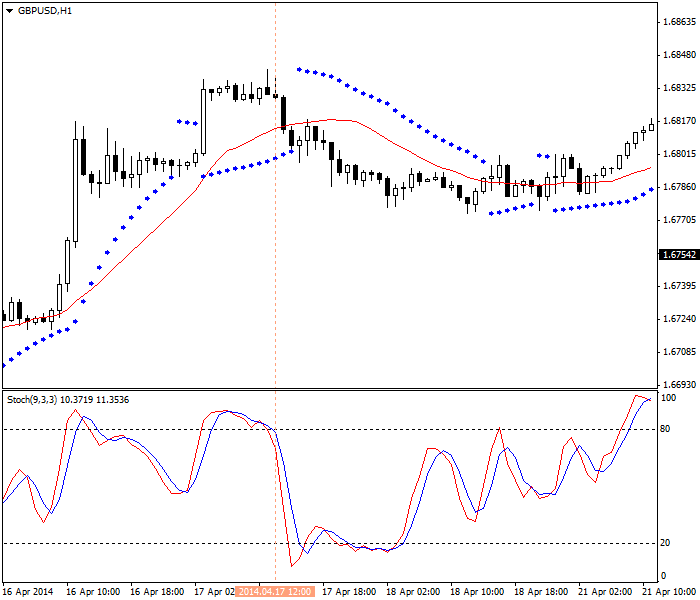 GBPUSD,H1
1.68635
1.68480
1.68325
1.68170
1.68015
1.67860
1.67705
1.67542
1.67395
1.67240
1.67085
1.66930
Stoch(9,3,3) 10.3719 11.3536
100
80
20
0
16 Apr 2014
16 Apr 10:00
16 Apr 18:00
17 Apr 02
2014.04.17 12:00
17 Apr 18:00
18 Apr 02:00
18 Apr 10:00
18 Apr 18:00
21 Apr 02:00
21 Apr 10:00